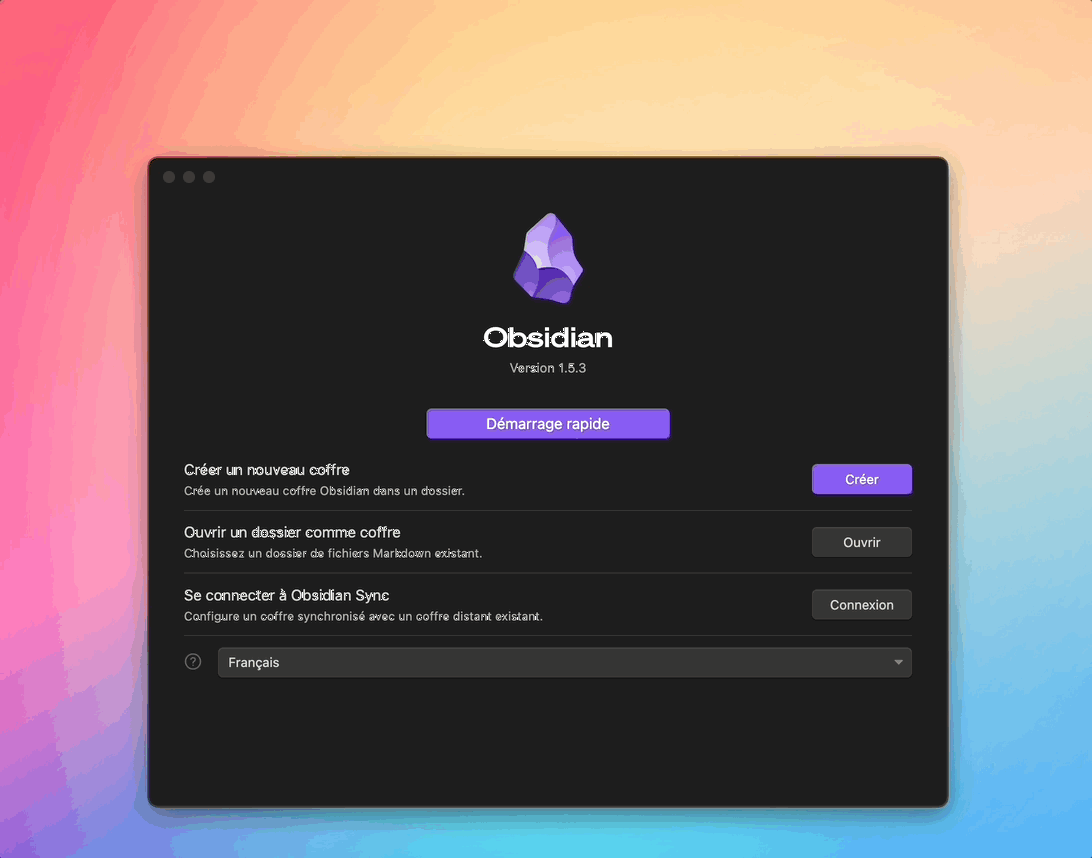 Obsidian
Version 1.5.3
Démarrage rapide
Créer un nouveau coffre
Crée un nouveau coffre Obsidian dans un dossier.
Créer
Ouvrir un dossier comme coffre
Choisissez un dossier de fichiers Markdown existant.
Ouvrir
Se connecter à Obsidian Sync
Configure un coffre synchronisé avec un coffre distant existant.
Connexion
? Français